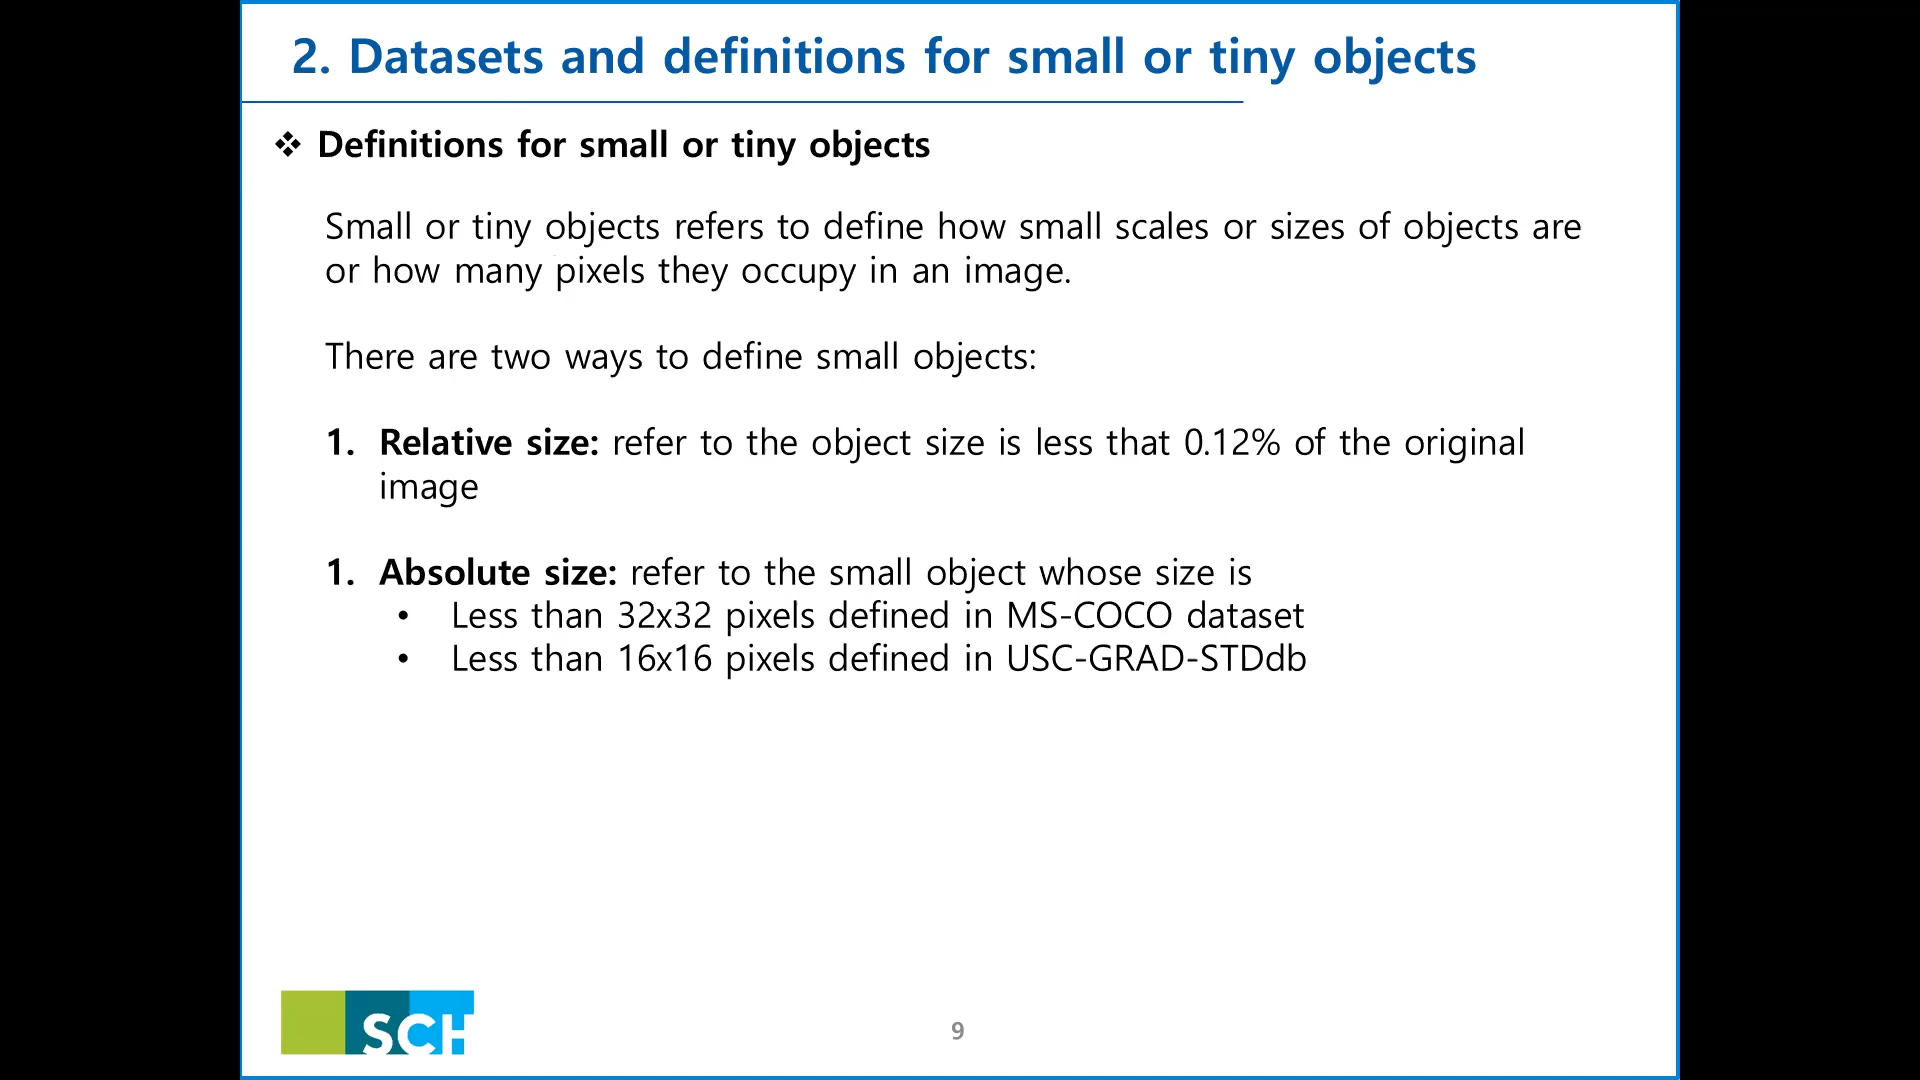 2. Datasets and definitions for small or tiny objects
❖ Definitions for small or tiny objects
Small or tiny objects refers to define how small scales or sizes of objects are
or how many pixels they occupy in an image.
There are two ways to define small objects:
1. Relative size: refer to the object size is less that 0.12% of the original
image
1. Absolute size: refer to the small object whose size is
• Less than 32x32 pixels defined in MS-COCO dataset
• Less than 16x16 pixels defined in USC-GRAD-STDdb
SCH
9